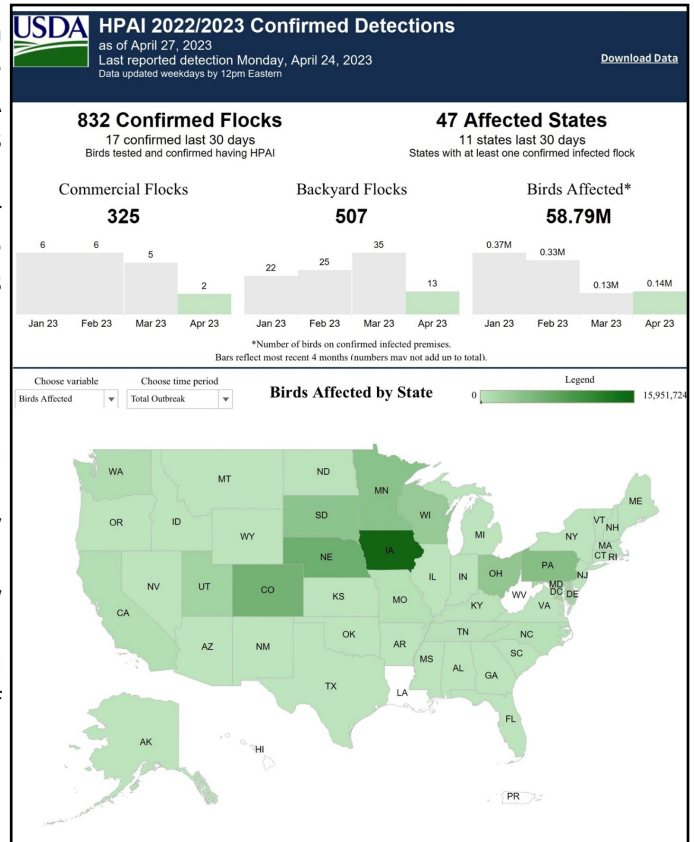 USDA
HPAI 2022/2023 Confirmed Detections
as of April 27, 2023
Last reported detection Monday, April 24, 2023
Data updated weekdays by 12pm Eastern
Download Data
832 Confirmed Flocks
17 confirmed last 30 days
Birds tested and confirmed having HPAI
47 Affected States
11 states last 30 days
States with at least one confirmed infected flock
Commercial Flocks
325
6 6 5 2
Jan 23 Feb 23 Mar 23 Apr 23
Backyard Flocks
507
22 25 35 13
Jan 23 Feb 23 Mar 23 Apr 23
Birds Affected*
58.79M
0.37M 0.33M 0.13M 0.14M
Jan 23 Feb 23 Mar 23 Apr 23
*Number of birds on confirmed infected premises.
Bars reflect most recent 4 months (numbers may not add up to total).
Choose variable
Birds Affected
Choose time period
Total Outbreak
Birds Affected by State
Legend
0 15,951,724
WA
MT
ND
MN
ME
OR
ID
SD
WI
VT
NH
WY
MI
NY
MA
CT RI
IA
NE
PA
NJ
NV
UT
CO
IL
IN
OH
MD
DE
DC
WV
VA
KS
MO
KY
CA
TN
NC
OK
AR
SC
AZ
NM
MS
AL
GA
TX
LA
FL
AK
HI
PR